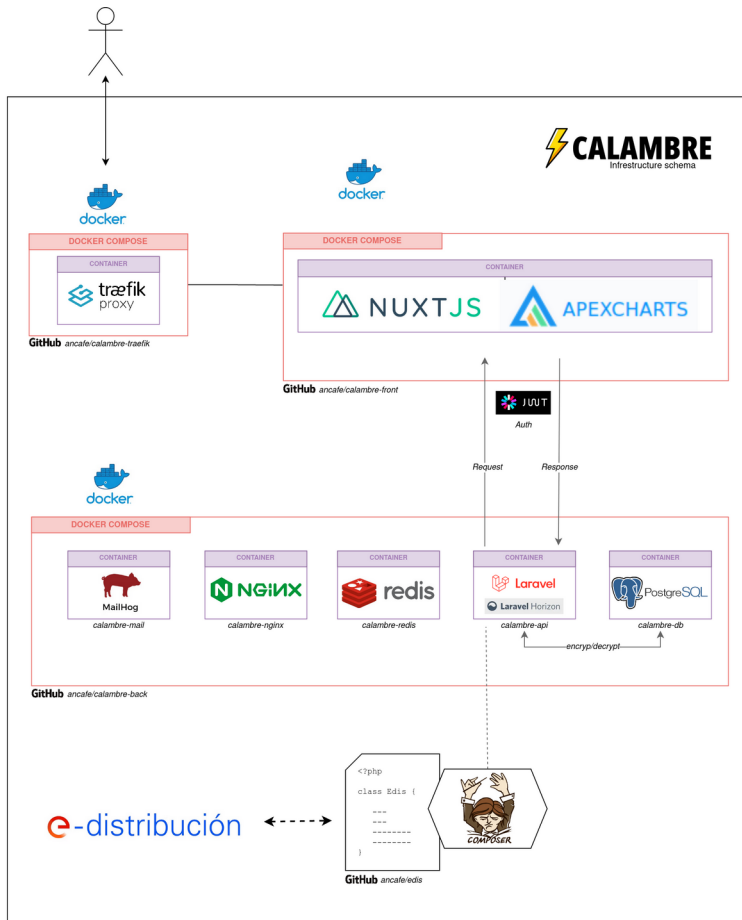 CALAMBRE
Infrastructure schema
docker
docker
DOCKER COMPOSE
CONTAINER
træfik
proxy
GitHub ancafe/calambre-traefik
DOCKER COMPOSE
CONTAINER
NUXTJS
APEXCHARTS
GitHub ancafe/calambre-front
JWT
Auth
Request
Response
docker
DOCKER COMPOSE
CONTAINER
MailHog
calambre-mail
CONTAINER
NGINX
calambre-nginx
CONTAINER
redis
calambre-redis
CONTAINER
Laravel
Laravel Horizon
calambre-api
CONTAINER
PostgreSQL
calambre-db
encryp/decrypt
GitHub ancafe/calambre-back
<?php
class Edis {
---
---
--------
--------
}
COMPOSER
e-distribución
GitHub ancafe/edis